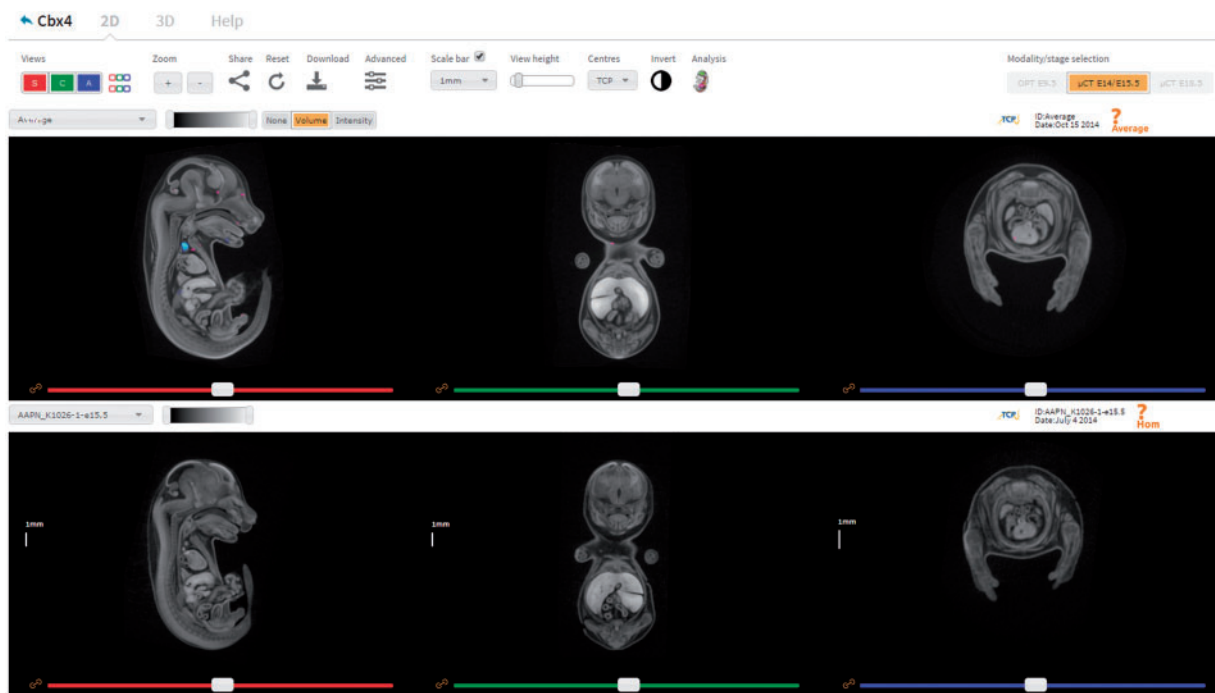 Cbx4 2D 3D Help
Views Zoom Share Reset Download Advanced Scale bar View height Centres Invert Analysis Modality/stage selection
S C A + - 1mm TCP OPT E9.5 µCT E14/E15.5 µCT E18.5
Average None Volume Intensity TCP ID:Average ?
Date:Oct 15 2014 Average
AAPN_K1026-1-e15.5 TCP ID:AAPN_K1026-1-e15.5 ?
Date:July 4 2014 Hom
1mm 1mm 1mm